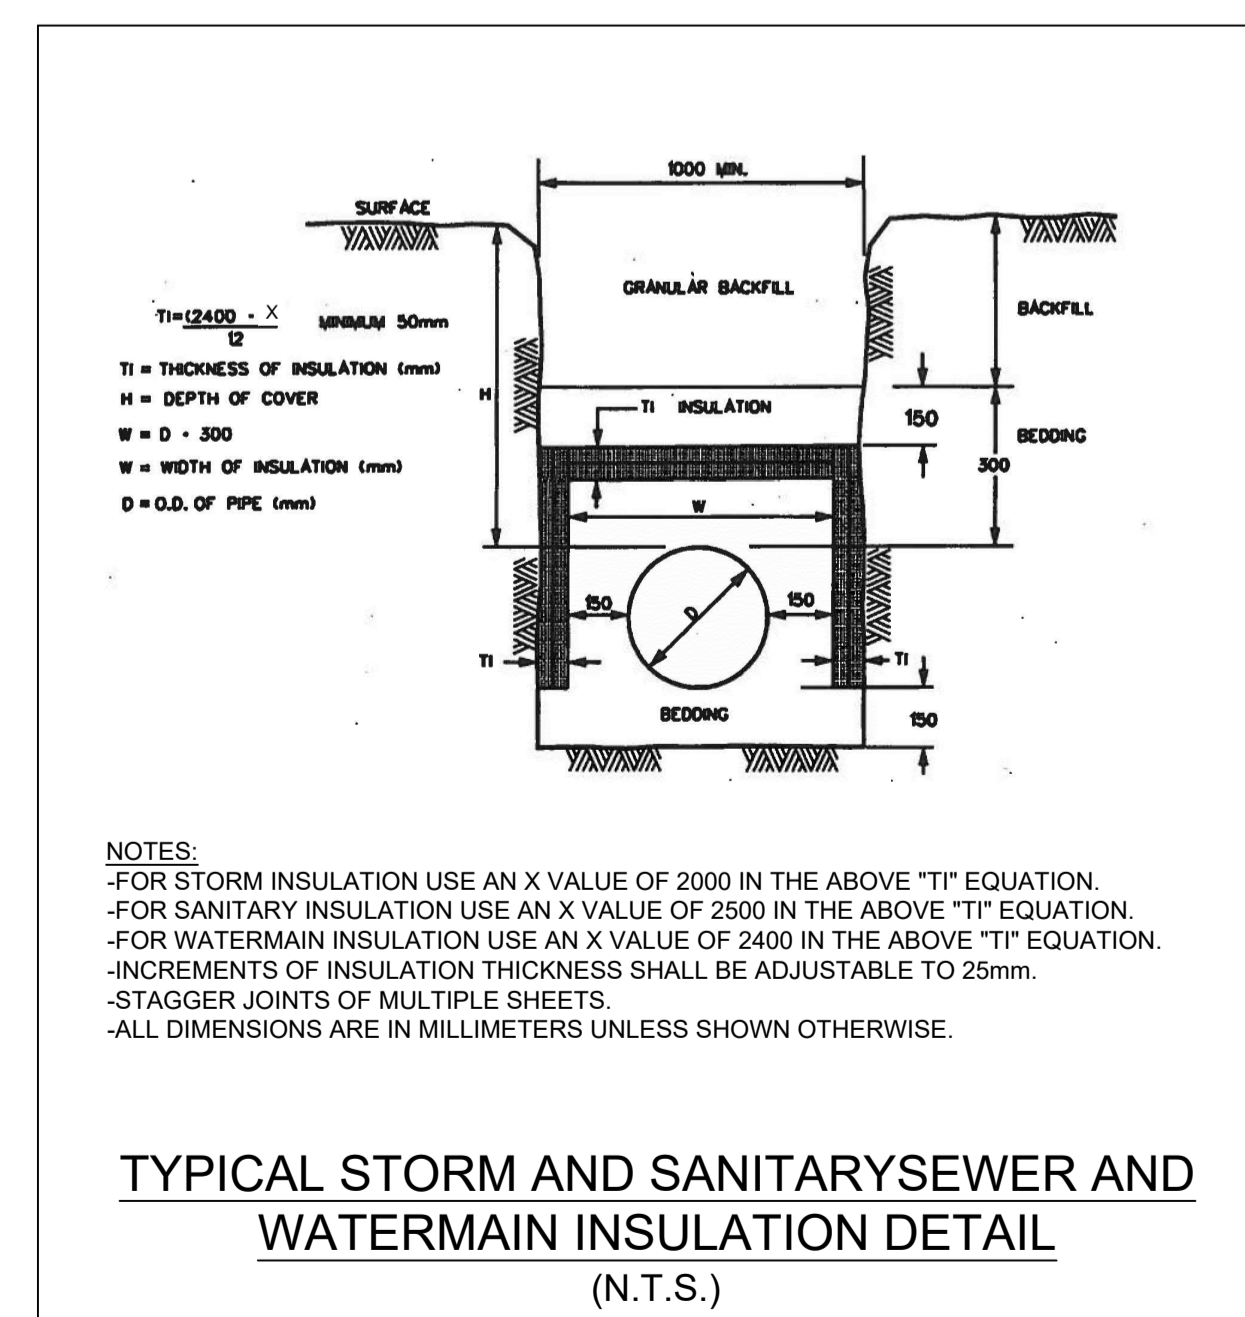 1000 MIN.
SURFACE
GRANULAR BACKFILL
BACKFILL
TI=(2400 - X
12
MINIMUM 50mm
TI = THICKNESS OF INSULATION (mm)
H = DEPTH OF COVER
W = D + 300
W = WIDTH OF INSULATION (mm)
D = O.D. OF PIPE (mm)
H
TI INSULATION
150
BEDDING
300
W
150
D
150
TI
TI
BEDDING
150
NOTES:
-FOR STORM INSULATION USE AN X VALUE OF 2000 IN THE ABOVE "TI" EQUATION.
-FOR SANITARY INSULATION USE AN X VALUE OF 2500 IN THE ABOVE "TI" EQUATION.
-FOR WATERMAIN INSULATION USE AN X VALUE OF 2400 IN THE ABOVE "TI" EQUATION.
-INCREMENTS OF INSULATION THICKNESS SHALL BE ADJUSTABLE TO 25mm.
-STAGGER JOINTS OF MULTIPLE SHEETS.
-ALL DIMENSIONS ARE IN MILLIMETERS UNLESS SHOWN OTHERWISE.
TYPICAL STORM AND SANITARYSEWER AND
WATERMAIN INSULATION DETAIL
(N.T.S.)